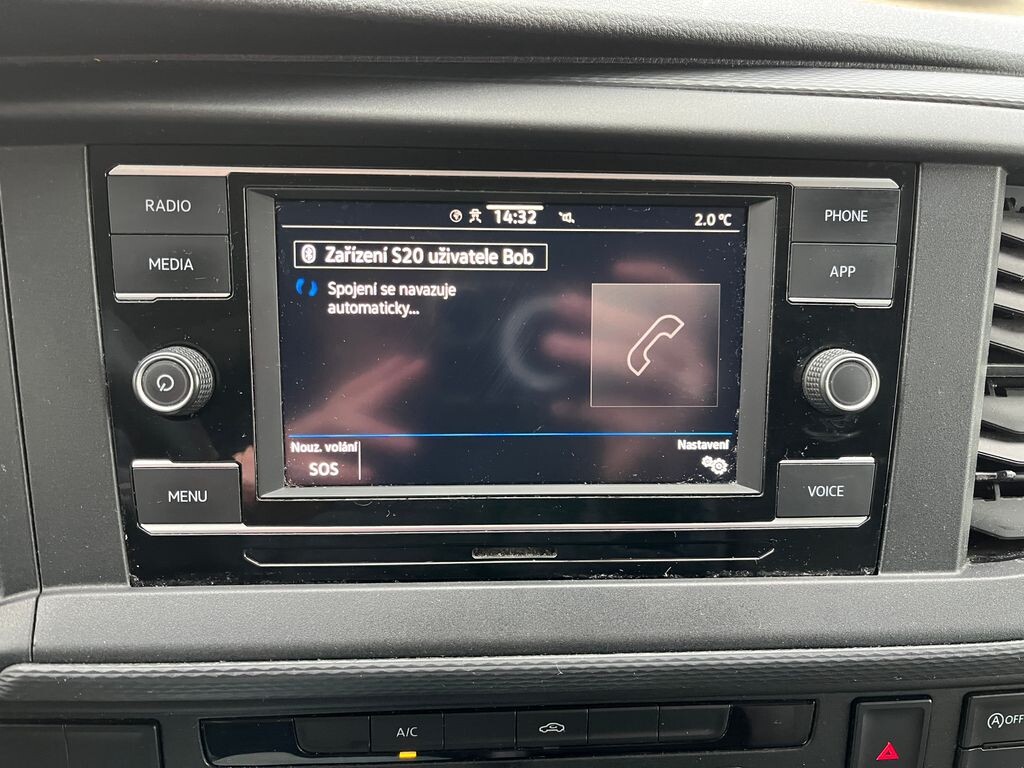 RADIO
MEDIA
MENU
14:32
2.0 °C
Zařízení S20 uživatele Bob
Spojení se navazuje
automaticky...
Nouz. volání
SOS
Nastavení
PHONE
APP
VOICE
A/C
A OFF